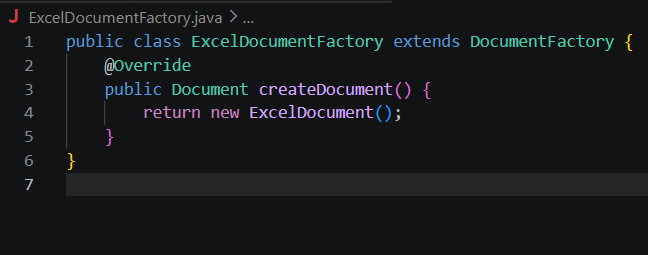 J ExcelDocumentFactory.java > ...
1 public class ExcelDocumentFactory extends DocumentFactory {
2     @Override
3     public Document createDocument() {
4         return new ExcelDocument();
5     }
6 }
7